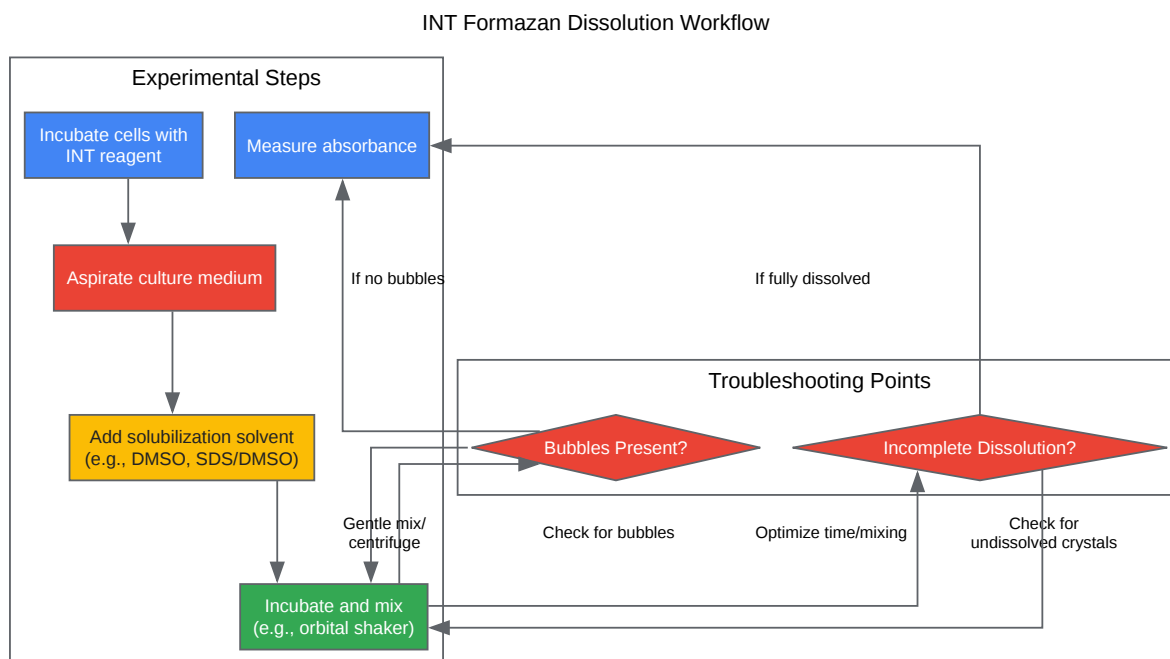 INT Formazan Dissolution Workflow
Experimental Steps
Incubate cells with
INT reagent
Measure absorbance
Aspirate culture medium
If no bubbles
If fully dissolved
Troubleshooting Points
Add solubilization solvent
(e.g., DMSO, SDS/DMSO)
Bubbles Present?
Incomplete Dissolution?
Gentle mix/
centrifuge
Check for bubbles
Optimize time/mixing
Check for
undissolved crystals
Incubate and mix
(e.g., orbital shaker)